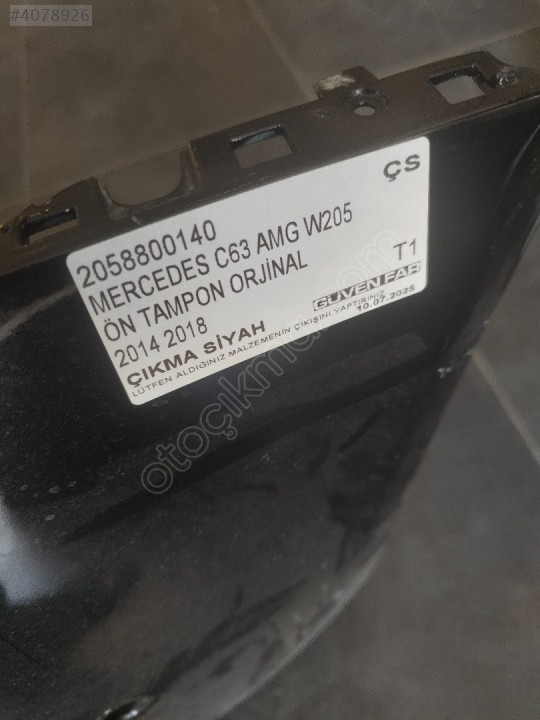 #4078926
2058800140
ÇS
MERCEDES C63 AMG W205
ÖN TAMPON ORJİNAL
T1
2014 2018
GÜVEN FAR
ÇIKMA SİYAH
10.07.2025
LÜTFEN ALDIĞINIZ MALZEMENİN ÇIKIŞINI YAPTIRINIZ
otoçıkma.com